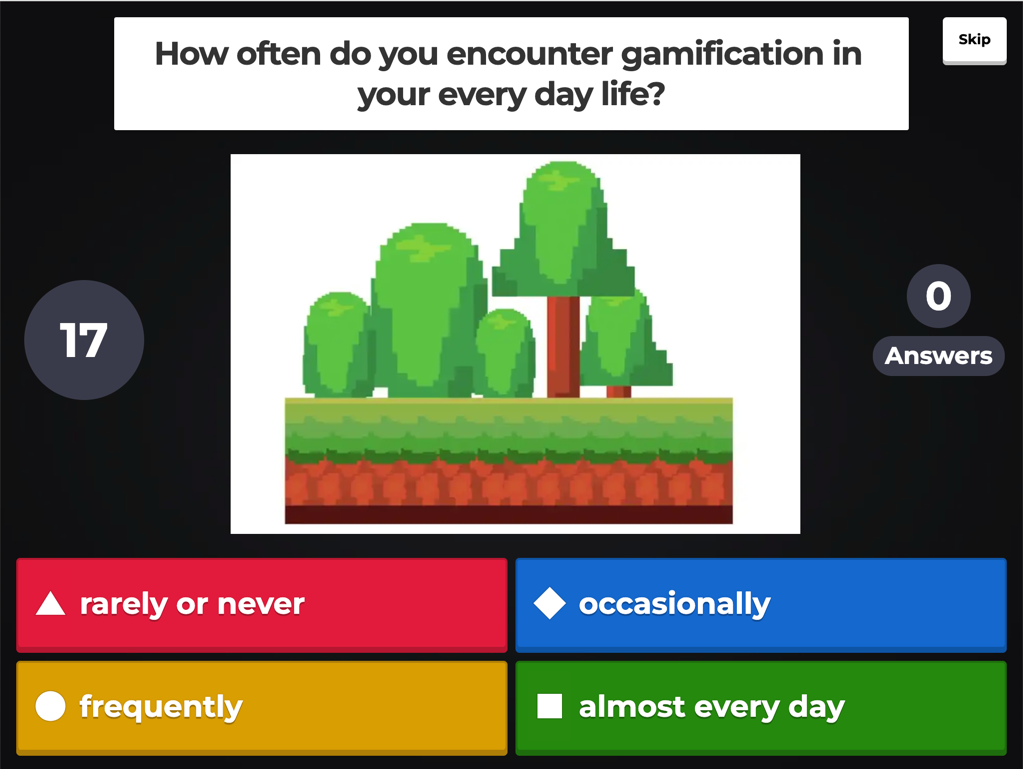 How often do you encounter gamification in
your every day life?
Skip
17
0
Answers
rarely or never
occasionally
frequently
almost every day